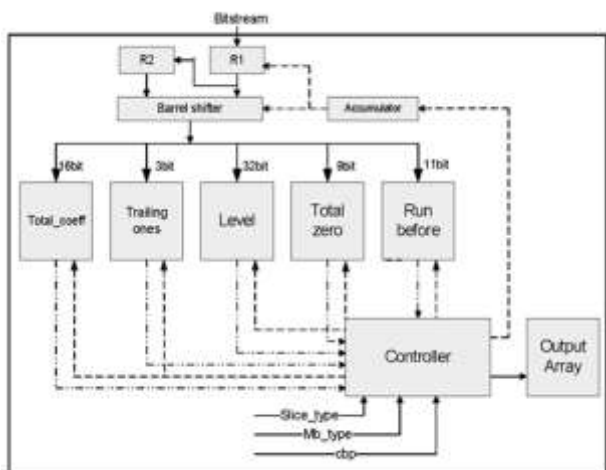 Bitstream
R2
R1
Barrel shifter
Accumulator
16bit
3bit
32bit
9bit
11bit
Total_coeff
Trailing
ones
Level
Total
zero
Run
before
Controller
Output
Array
Slice_type
Mb_type
cbp